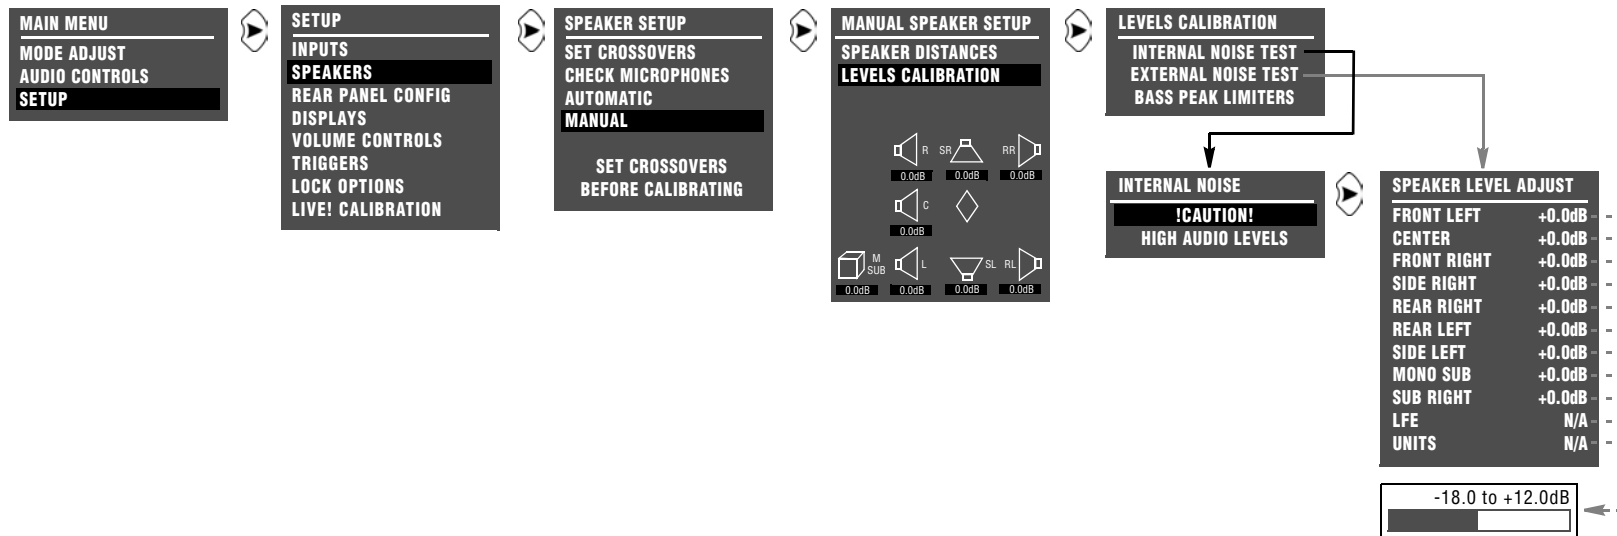 MAIN MENU
MODE ADJUST
AUDIO CONTROLS
SETUP
SETUP
INPUTS
SPEAKERS
REAR PANEL CONFIG
DISPLAYS
VOLUME CONTROLS
TRIGGERS
LOCK OPTIONS
LIVE! CALIBRATION
SPEAKER SETUP
SET CROSSOVERS
CHECK MICROPHONES
AUTOMATIC
MANUAL
SET CROSSOVERS
BEFORE CALIBRATING
MANUAL SPEAKER SETUP
SPEAKER DISTANCES
LEVELS CALIBRATION
R SR RR
0.0dB 0.0dB 0.0dB
C
0.0dB
M
SUB L SL RL
0.0dB 0.0dB 0.0dB 0.0dB
LEVELS CALIBRATION
INTERNAL NOISE TEST
EXTERNAL NOISE TEST
BASS PEAK LIMITERS
INTERNAL NOISE
!CAUTION!
HIGH AUDIO LEVELS
SPEAKER LEVEL ADJUST
FRONT LEFT +0.0dB
CENTER +0.0dB
FRONT RIGHT +0.0dB
SIDE RIGHT +0.0dB
REAR RIGHT +0.0dB
REAR LEFT +0.0dB
SIDE LEFT +0.0dB
MONO SUB +0.0dB
SUB RIGHT +0.0dB
LFE N/A
UNITS N/A
-18.0 to +12.0dB